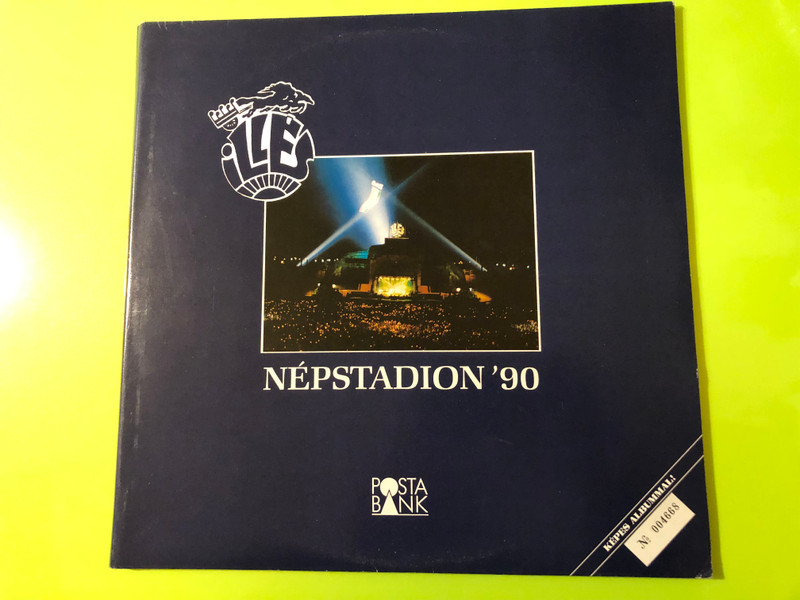 ILLÉS
NÉPSTADION '90
POSTA
BANK
KÉPES ALBUMMAL!
№ 004668